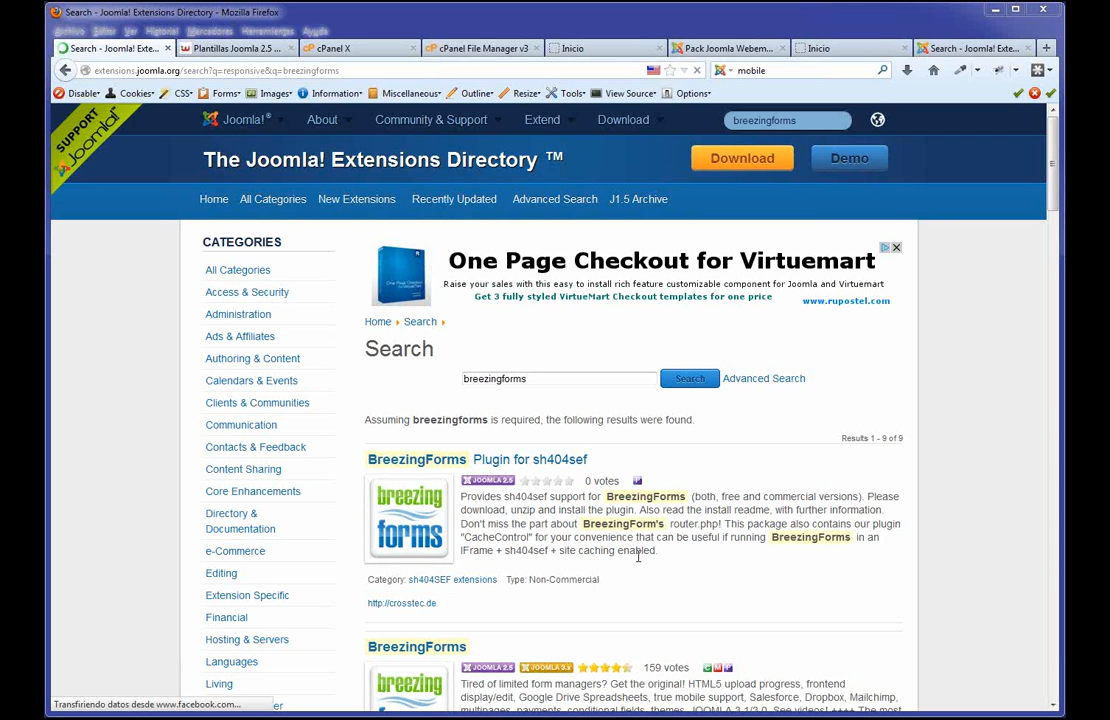 Search - Joomla! Extensions Directory - Mozilla Firefox
Archivo Editar Ver Historial Marcadores Herramientas Ayuda
Search - Joomla! Exte... Plantillas Joomla 2.5 ... cPanel X cPanel File Manager v3 Inicio Pack Joomla Webem... Inicio Search - Joomla! Exte...
extensions.joomla.org/search?q=responsive&q=breezingforms mobile
Disable Cookies CSS Forms Images Information Miscellaneous Outline Resize Tools View Source Options
SUPPORT
Joomla!
Joomla!® About Community & Support Extend Download breezingforms
The Joomla! Extensions Directory ™ Download Demo
Home All Categories New Extensions Recently Updated Advanced Search J1.5 Archive
CATEGORIES
All Categories
Access & Security
Administration
Ads & Affiliates
Authoring & Content
Calendars & Events
Clients & Communities
Communication
Contacts & Feedback
Content Sharing
Core Enhancements
Directory &
Documentation
e-Commerce
Editing
Extension Specific
Financial
Hosting & Servers
Languages
Living
One Page Checkout for Virtuemart
Raise your sales with this easy to install rich feature customizable component for Joomla and Virtuemart
Get 3 fully styled VirtueMart Checkout templates for one price www.rupostel.com
Home Search
Search
breezingforms Search Advanced Search
Assuming breezingforms is required, the following results were found.
Results 1 - 9 of 9
BreezingForms Plugin for sh404sef
breezing
forms
JOOMLA 2.5 0 votes
Provides sh404sef support for BreezingForms (both, free and commercial versions). Please
download, unzip and install the plugin. Also read the install readme, with further information.
Don't miss the part about BreezingForm's router.php! This package also contains our plugin
"CacheControl" for your convenience that can be useful if running BreezingForms in an
IFrame + sh404sef + site caching enabled.
Category: sh404SEF extensions Type: Non-Commercial
http://crosstec.de
BreezingForms
breezing
JOOMLA 2.5 JOOMLA 3.x 159 votes C M P
Tired of limited form managers? Get the original! HTML5 upload progress, frontend
display/edit, Google Drive Spreadsheets, true mobile support, Salesforce, Dropbox, Mailchimp,
multipages, payments, conditional fields, themes, JOOMLA 3.1/3.0. See videos! ++++ The most
Transfiriendo datos desde www.facebook.com...